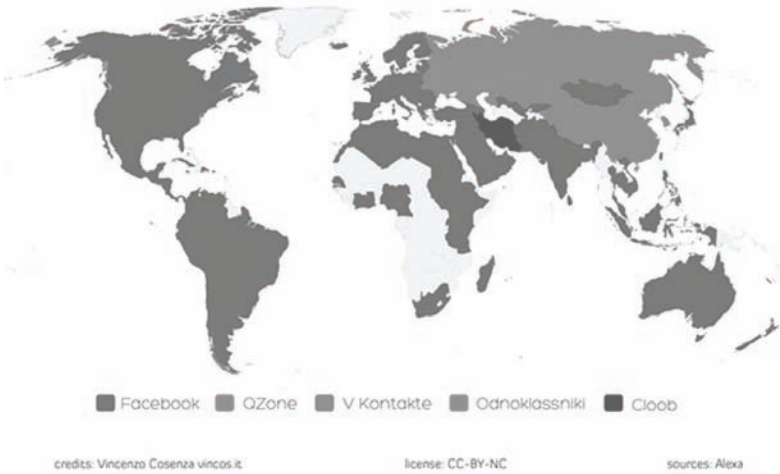 Facebook QZone V Kontakte Odnoklassniki Cloob
credits: Vincenzo Cosenza vincos.it license: CC-BY-NC sources: Alexa